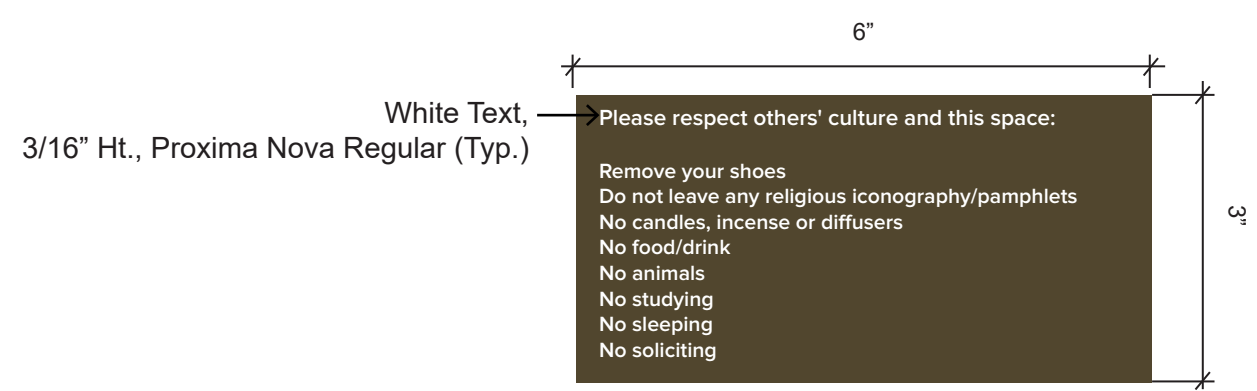 6”
White Text,
3/16” Ht., Proxima Nova Regular (Typ.)
Please respect others' culture and this space:
Remove your shoes
Do not leave any religious iconography/pamphlets
No candles, incense or diffusers
No food/drink
No animals
No studying
No sleeping
No soliciting
3”